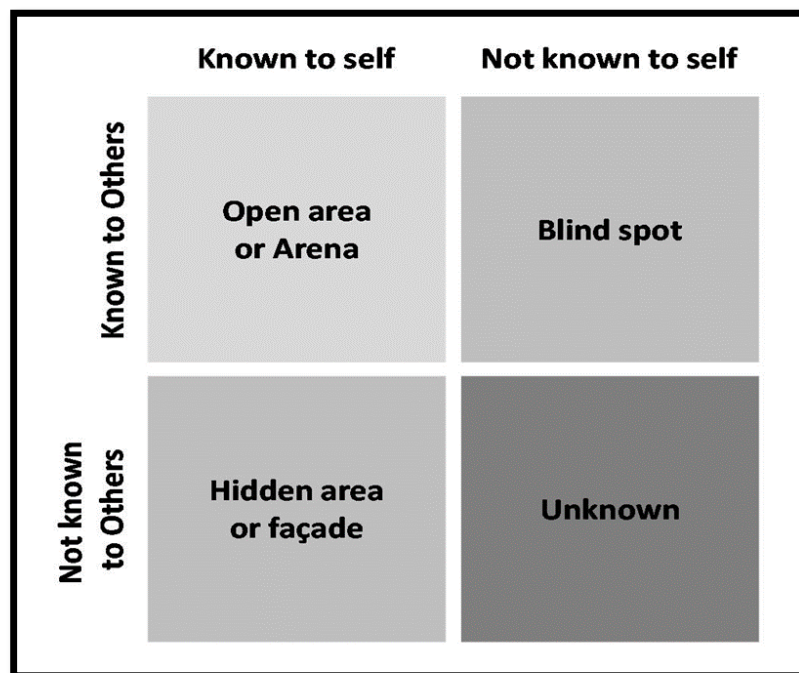 Known to self
Not known to self
Known to Others
Open area
or Arena
Blind spot
Not known
to Others
Hidden area
or façade
Unknown